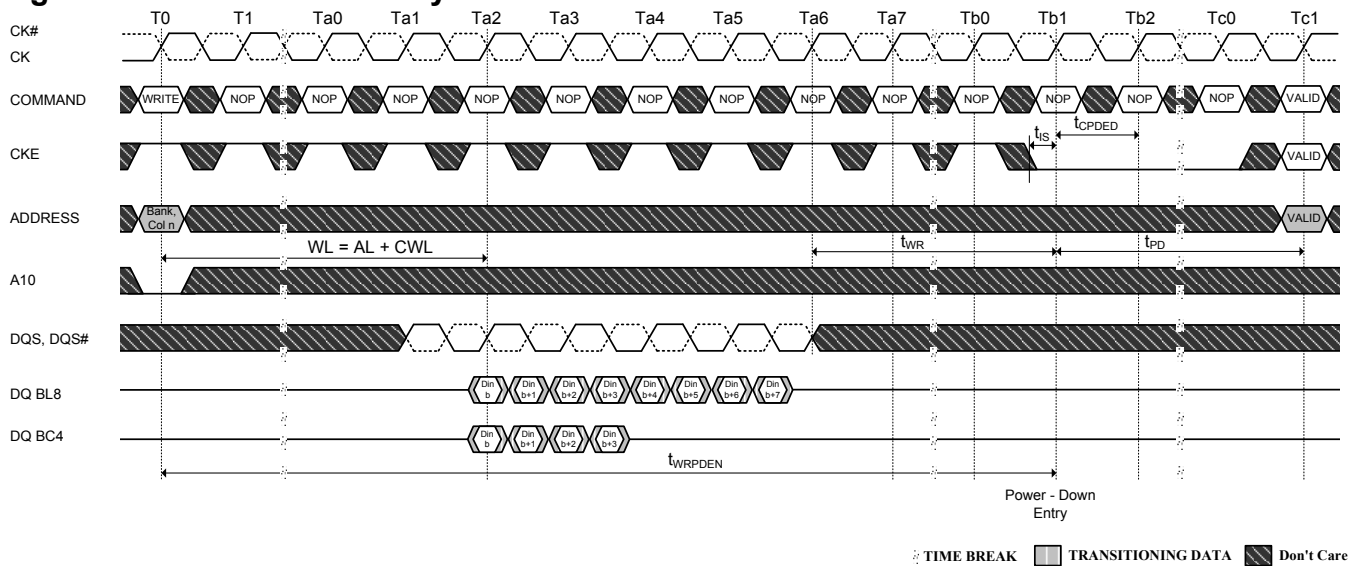 T0 T1 Ta0 Ta1 Ta2 Ta3 Ta4 Ta5 Ta6 Ta7 Tb0 Tb1 Tb2 Tc0 Tc1
CK#
CK
COMMAND WRITE NOP NOP NOP NOP NOP NOP NOP NOP NOP NOP NOP NOP NOP VALID
tIS tCPDED
CKE VALID
ADDRESS Bank, Col n VALID
WL = AL + CWL tWR tPD
A10
DQS, DQS#
DQ BL8 Din b Din b+1 Din b+2 Din b+3 Din b+4 Din b+5 Din b+6 Din b+7
DQ BC4 Din b Din b+1 Din b+2 Din b+3
tWRPDEN
Power - Down
Entry
TIME BREAK TRANSITIONING DATA Don't Care